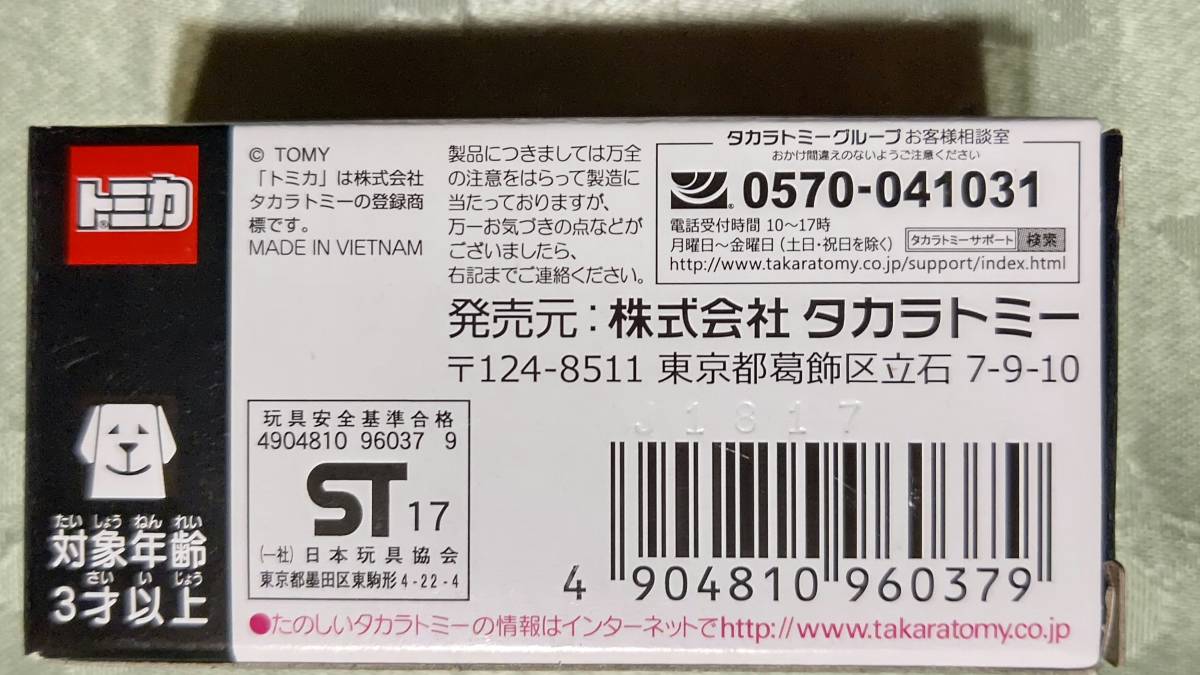 トミカ
®
たい しょう ねん れい
対象年齢
さい い じょう
3才以上
© TOMY
「トミカ」は株式会社
タカラトミーの登録商
標です。
MADE IN VIETNAM
製品につきましては万全
の注意をはらって製造に
当たっておりますが、
万一お気づきの点などが
ございましたら、
右記までご連絡ください。
タカラトミーグループお客様相談室
おかけ間違えのないようご注意ください
® 0570-041031
電話受付時間 10〜17時
月曜日〜金曜日(土日・祝日を除く) タカラトミーサポート 検索
http://www.takaratomy.co.jp/support/index.html
発売元:株式会社 タカラトミー
〒124-8511 東京都葛飾区立石 7-9-10
玩具安全基準合格
4904810 96037 9
ST 17
(一社)日本玩具協会
東京都墨田区東駒形4-22-4
J1817
4 904810 960379
●たのしいタカラトミーの情報はインターネットでhttp://www.takaratomy.co.jp